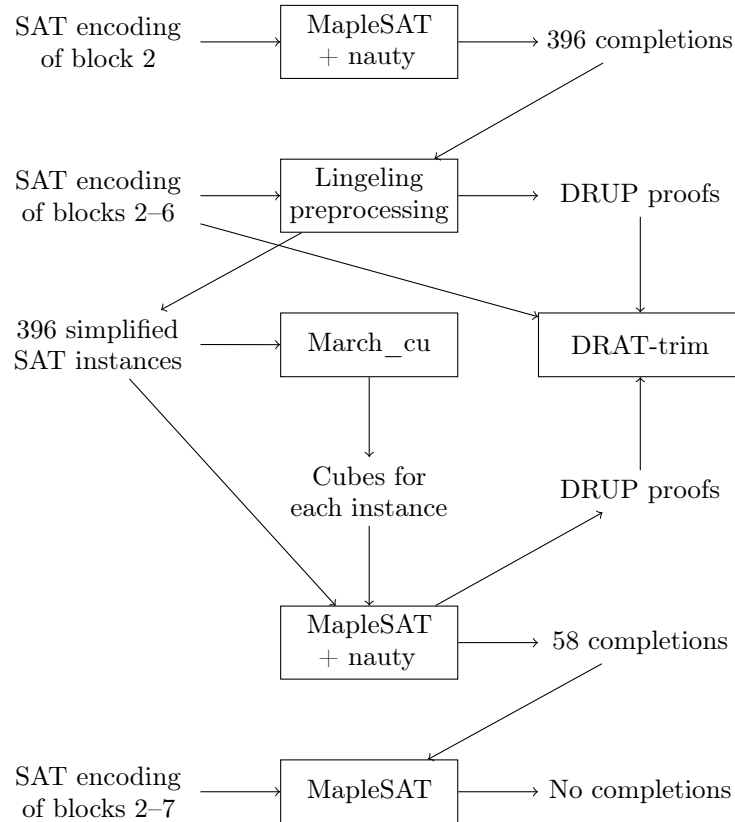 SAT encoding
of block 2
MapleSAT
+ nauty
396 completions
SAT encoding
of blocks 2–6
Lingeling
preprocessing
DRUP proofs
396 simplified
SAT instances
March_cu
DRAT-trim
Cubes for
each instance
DRUP proofs
MapleSAT
+ nauty
58 completions
SAT encoding
of blocks 2–7
MapleSAT
No completions